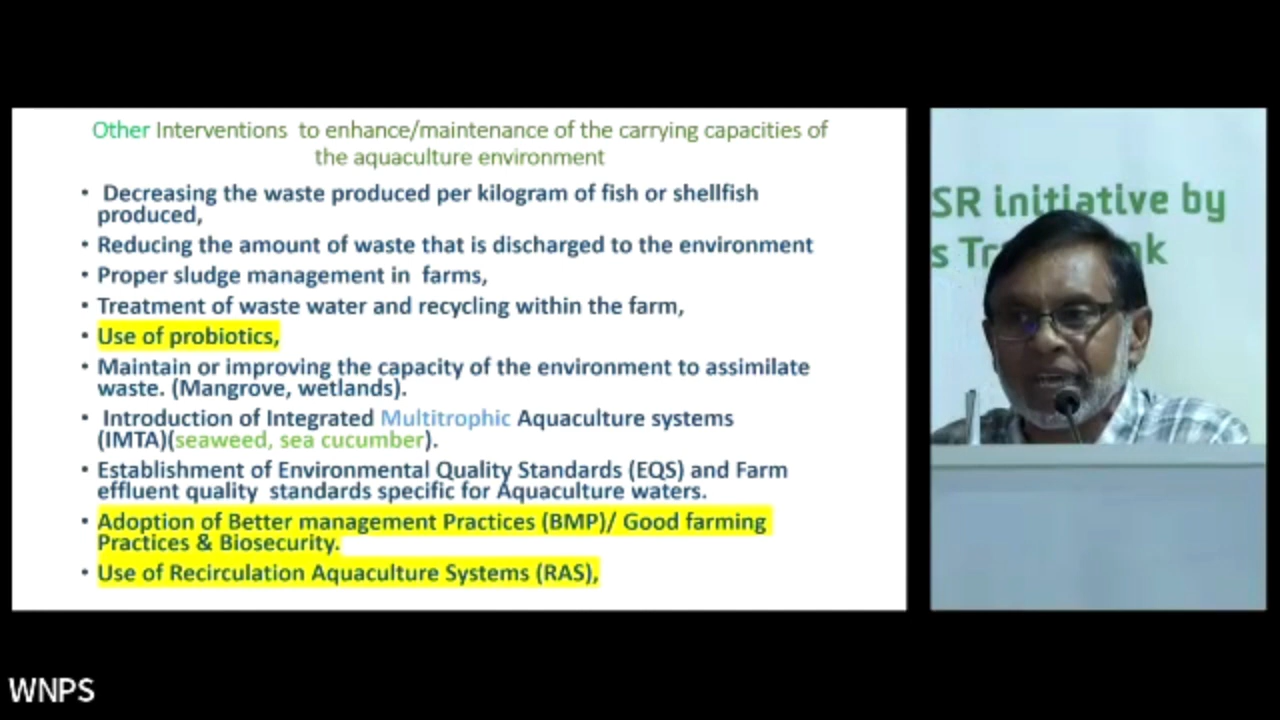 Other Interventions to enhance/maintenance of the carrying capacities of
the aquaculture environment
• Decreasing the waste produced per kilogram of fish or shellfish
produced,
• Reducing the amount of waste that is discharged to the environment
• Proper sludge management in farms,
• Treatment of waste water and recycling within the farm,
• Use of probiotics,
• Maintain or improving the capacity of the environment to assimilate
waste. (Mangrove, wetlands).
• Introduction of Integrated Multitrophic Aquaculture systems
(IMTA)(seaweed, sea cucumber).
• Establishment of Environmental Quality Standards (EQS) and Farm
effluent quality standards specific for Aquaculture waters.
• Adoption of Better management Practices (BMP)/ Good farming
Practices & Biosecurity.
• Use of Recirculation Aquaculture Systems (RAS),
SR initiative by
WNPS